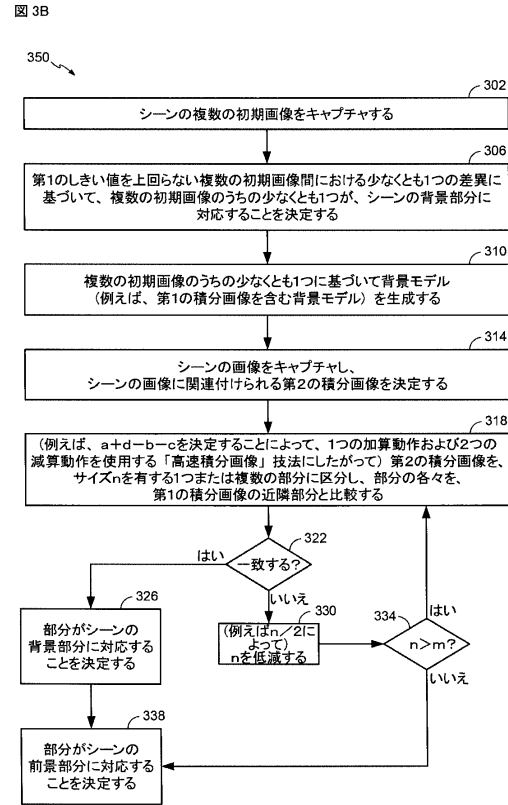 図 3B
350
302
シーンの複数の初期画像をキャプチャする
306
第1のしきい値を上回らない複数の初期画像間における少なくとも1つの差異に
基づいて、複数の初期画像のうちの少なくとも1つが、シーンの背景部分に
対応することを決定する
310
複数の初期画像のうちの少なくとも1つに基づいて背景モデル
(例えば、第1の積分画像を含む背景モデル) を生成する
314
シーンの画像をキャプチャし、
シーンの画像に関連付けられる第2の積分画像を決定する
318
(例えば、a+d−b−cを決定することによって、1つの加算動作および2つの
減算動作を使用する「高速積分画像」技法にしたがって) 第2の積分画像を、
サイズnを有する1つまたは複数の部分に区分し、部分の各々を、
第1の積分画像の近隣部分と比較する
322
一致する?
はい
いいえ
326
部分がシーンの
背景部分に対応する
ことを決定する
330
(例えばn/2に
よって)
nを低減する
334
n>m?
はい
いいえ
338
部分がシーンの
前景部分に対応する
ことを決定する